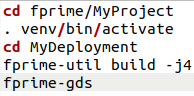 cd fprime/MyProject
. venv/bin/activate
cd MyDeployment
fprime-util build -j4
fprime-gds